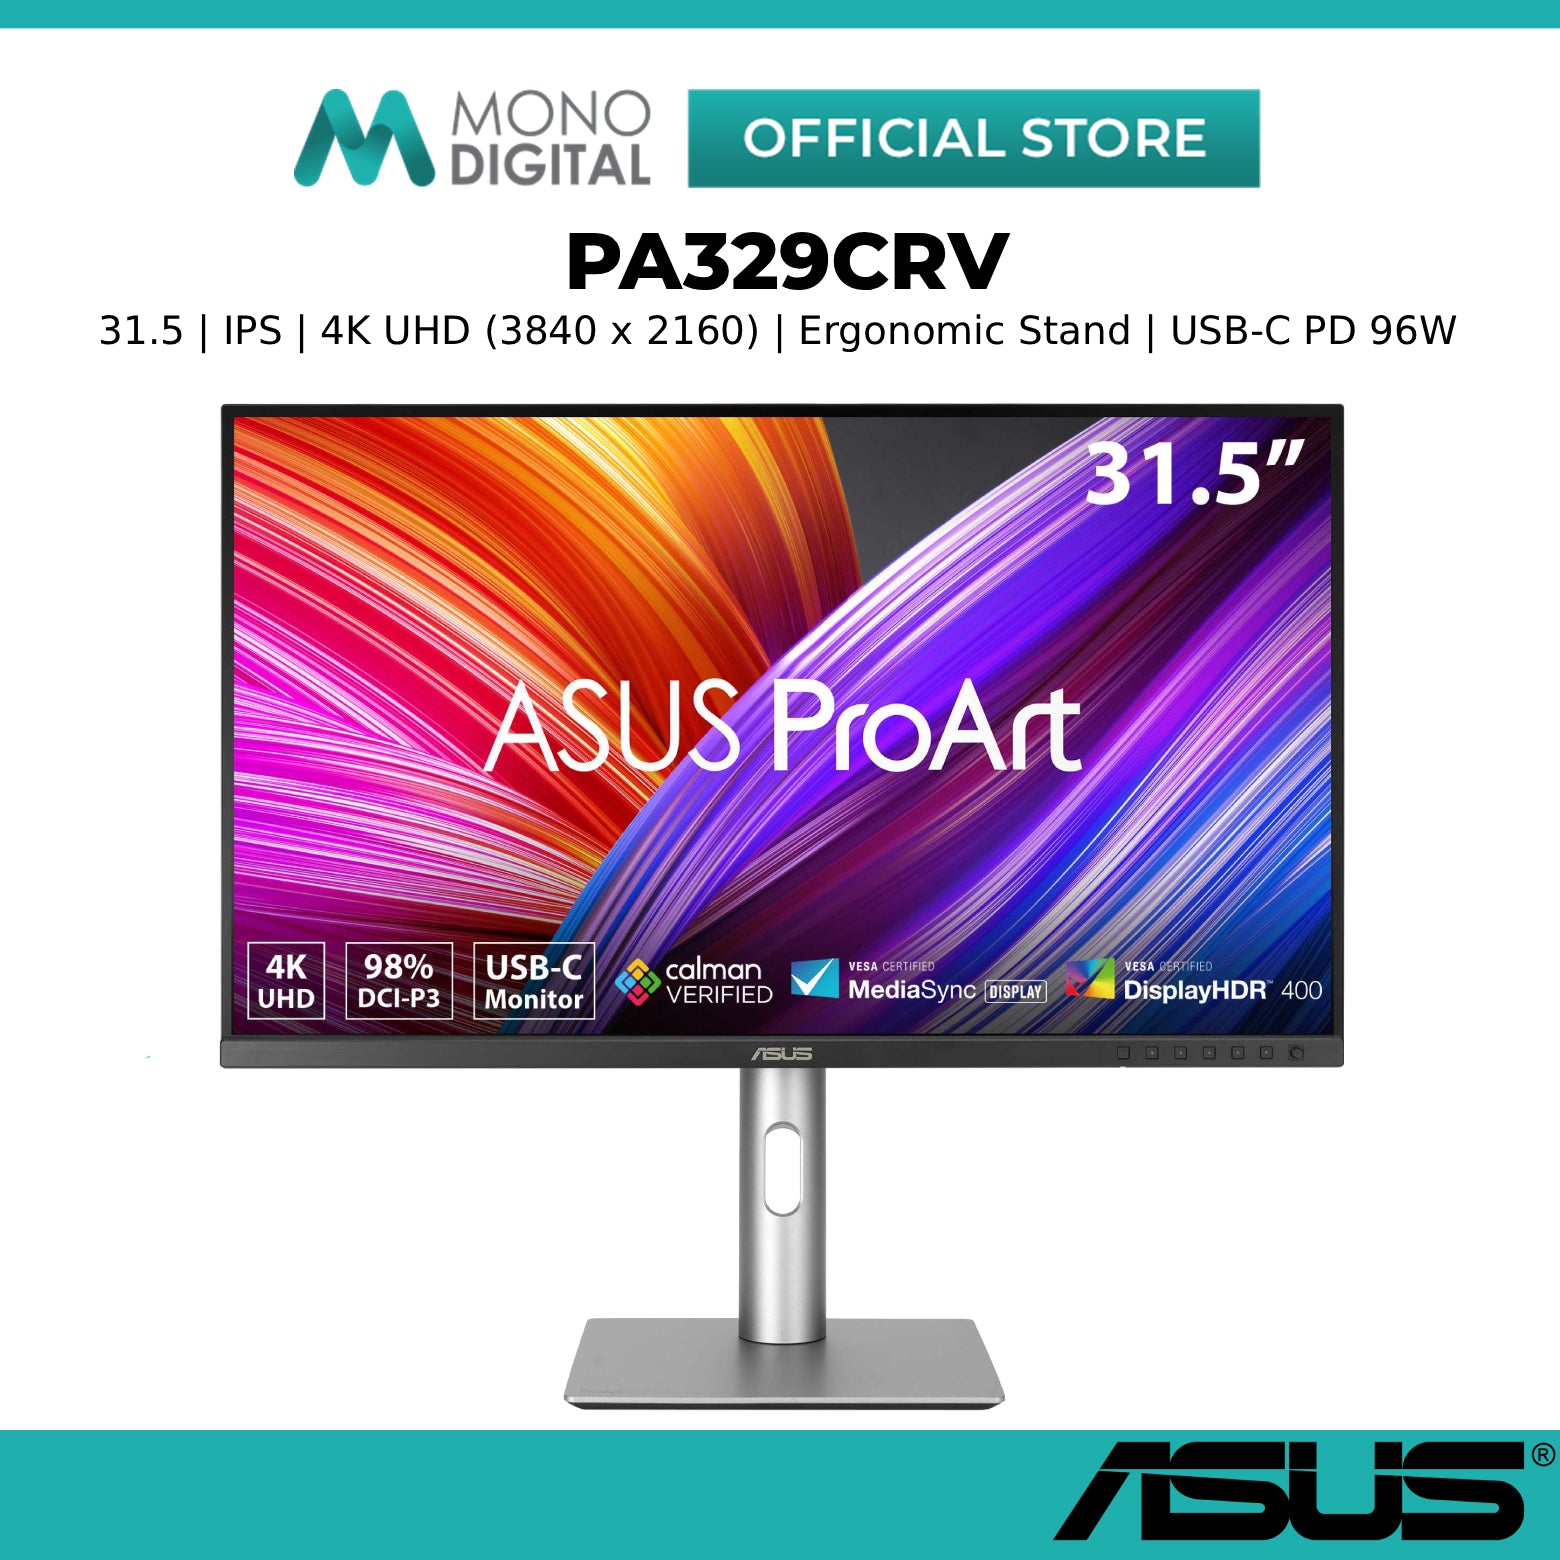 MONO
DIGITAL
OFFICIAL STORE
PA329CRV
31.5 | IPS | 4K UHD (3840 x 2160) | Ergonomic Stand | USB-C PD 96W
31.5”
ASUS ProArt
4K
UHD
98%
DCI-P3
USB-C
Monitor
calman
VERIFIED
VESA CERTIFIED
MediaSync DISPLAY
VESA CERTIFIED
DisplayHDR™ 400
ASUS
ProArt
ASUS®